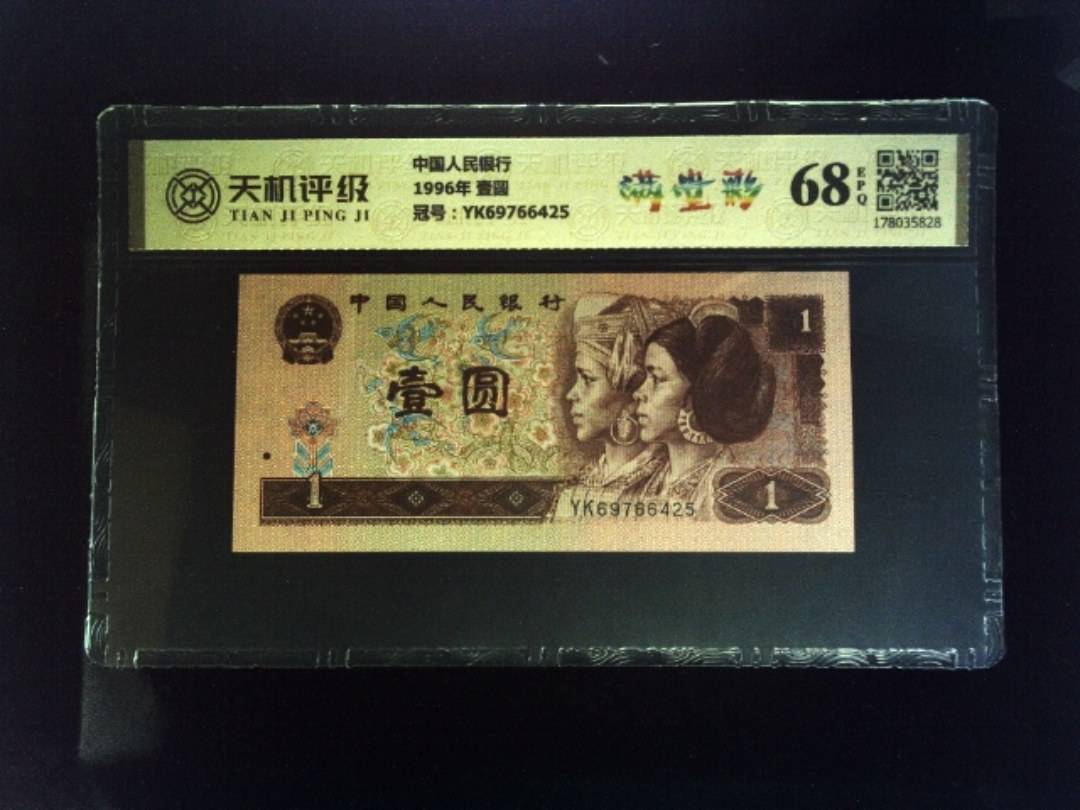 天机评级
TIAN JI PING JI
中国人民银行
1996年 壹圆
冠号：YK69766425
满堂彩
68
EPQ
178035828
中国人民银行
1
壹圆
1
YK69766425
1